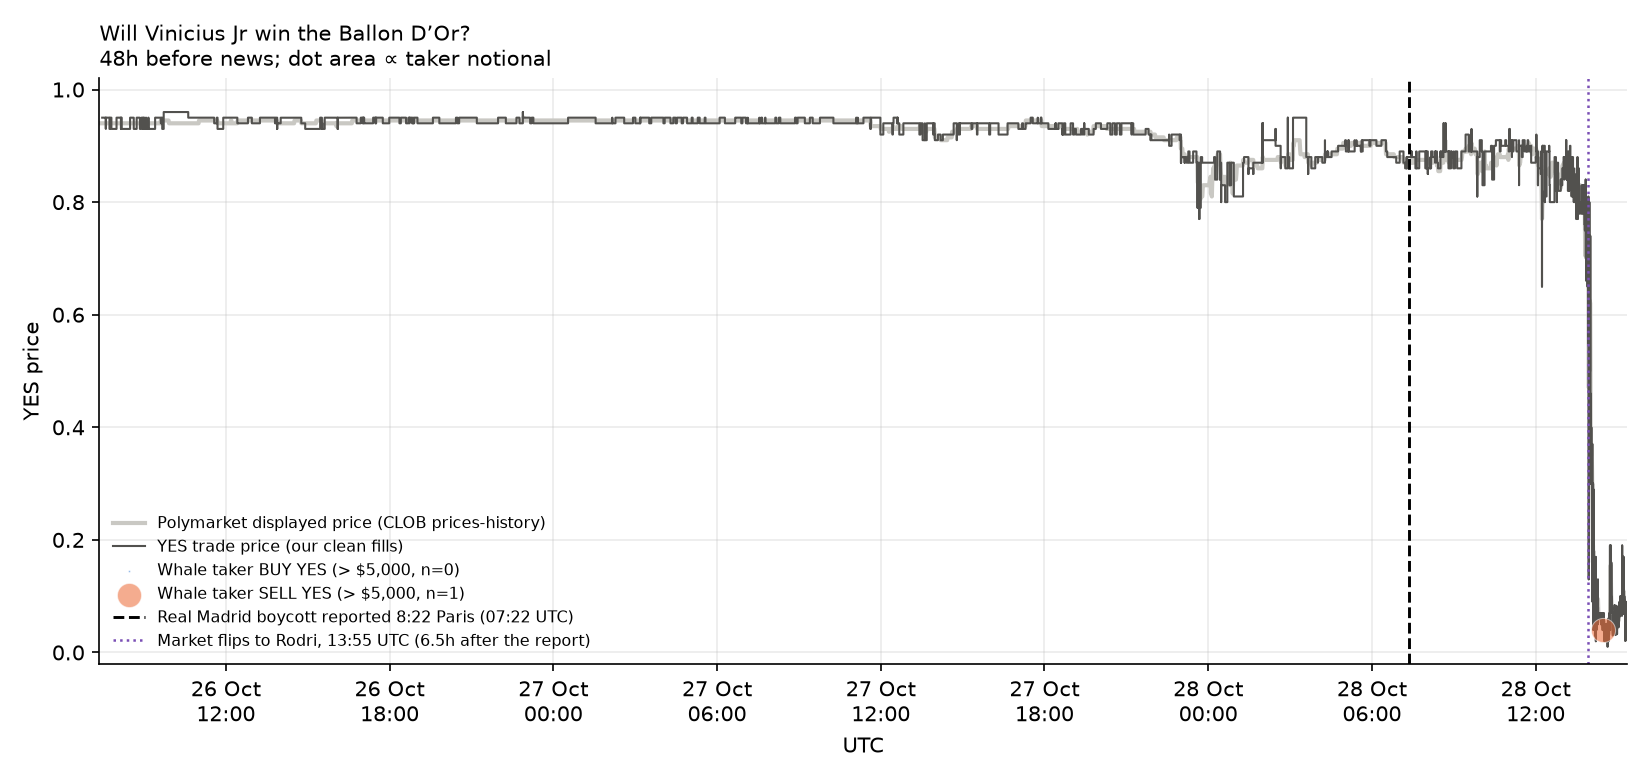 Will Vinicius Jr win the Ballon D’Or?
48h before news; dot area ∝ taker notional
YES price
1.0
0.8
0.6
0.4
0.2
0.0
Polymarket displayed price (CLOB prices-history)
YES trade price (our clean fills)
Whale taker BUY YES (> $5,000, n=0)
Whale taker SELL YES (> $5,000, n=1)
Real Madrid boycott reported 8:22 Paris (07:22 UTC)
Market flips to Rodri, 13:55 UTC (6.5h after the report)
26 Oct
12:00
26 Oct
18:00
27 Oct
00:00
27 Oct
06:00
27 Oct
12:00
27 Oct
18:00
28 Oct
00:00
28 Oct
06:00
28 Oct
12:00
UTC